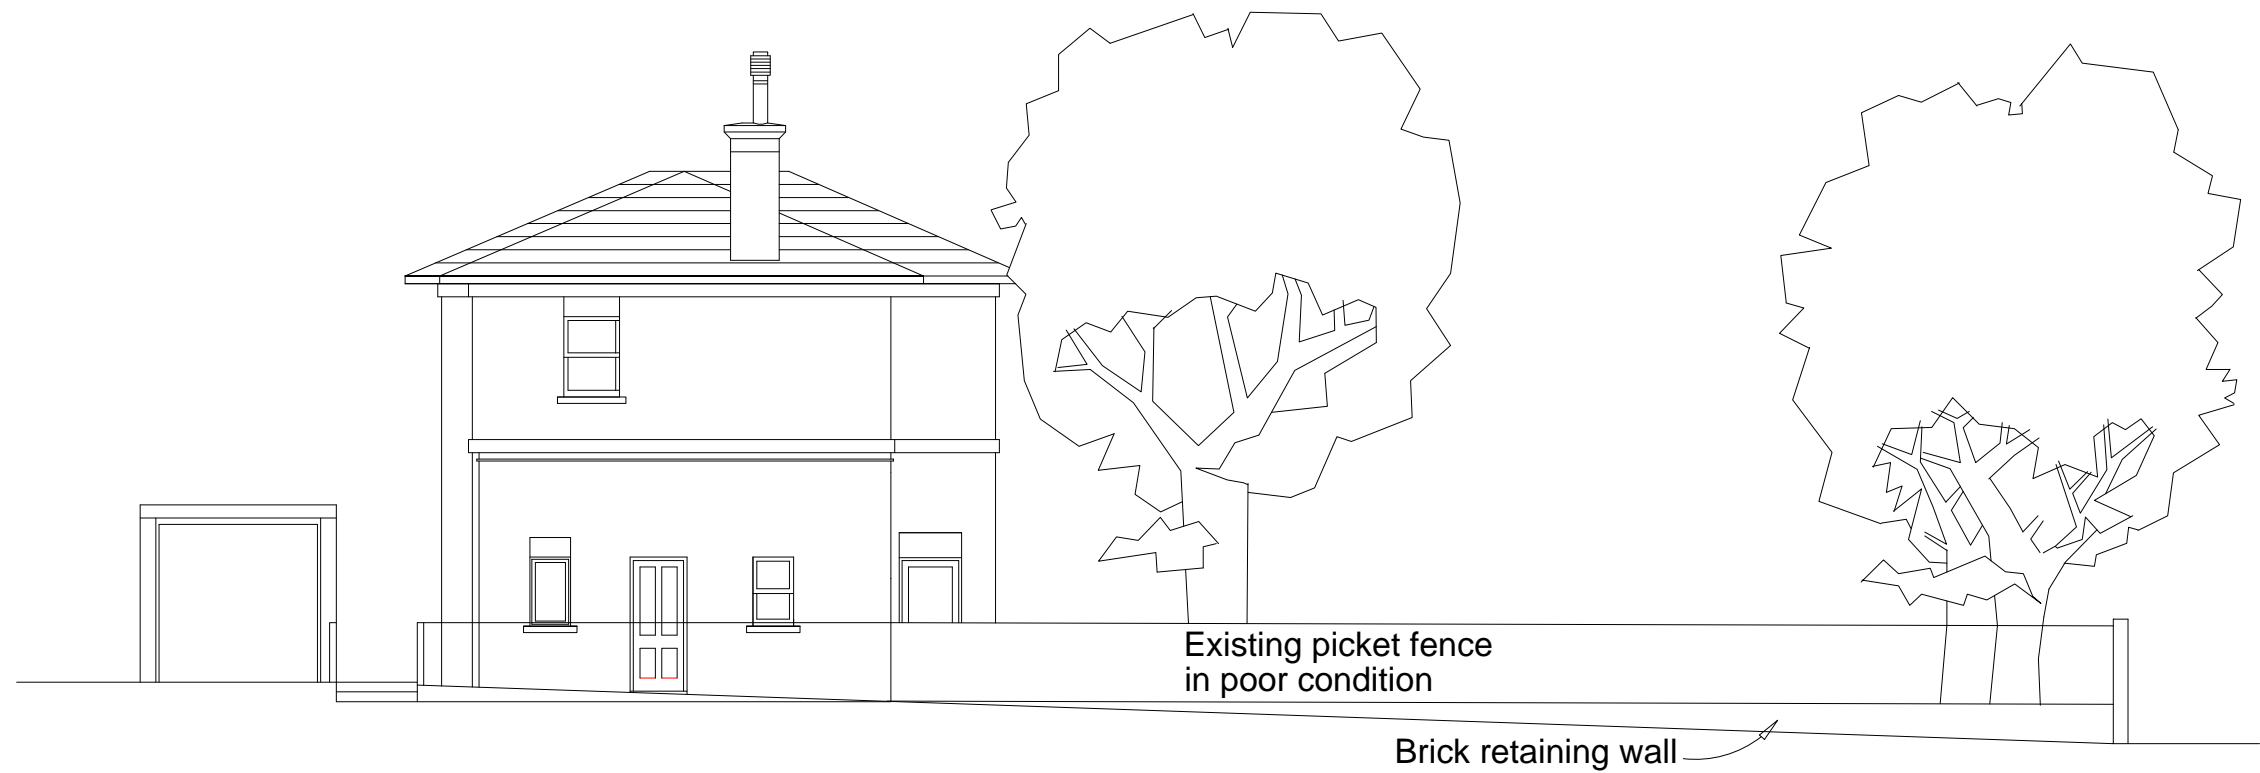 Existing picket fence
in poor condition
Brick retaining wall